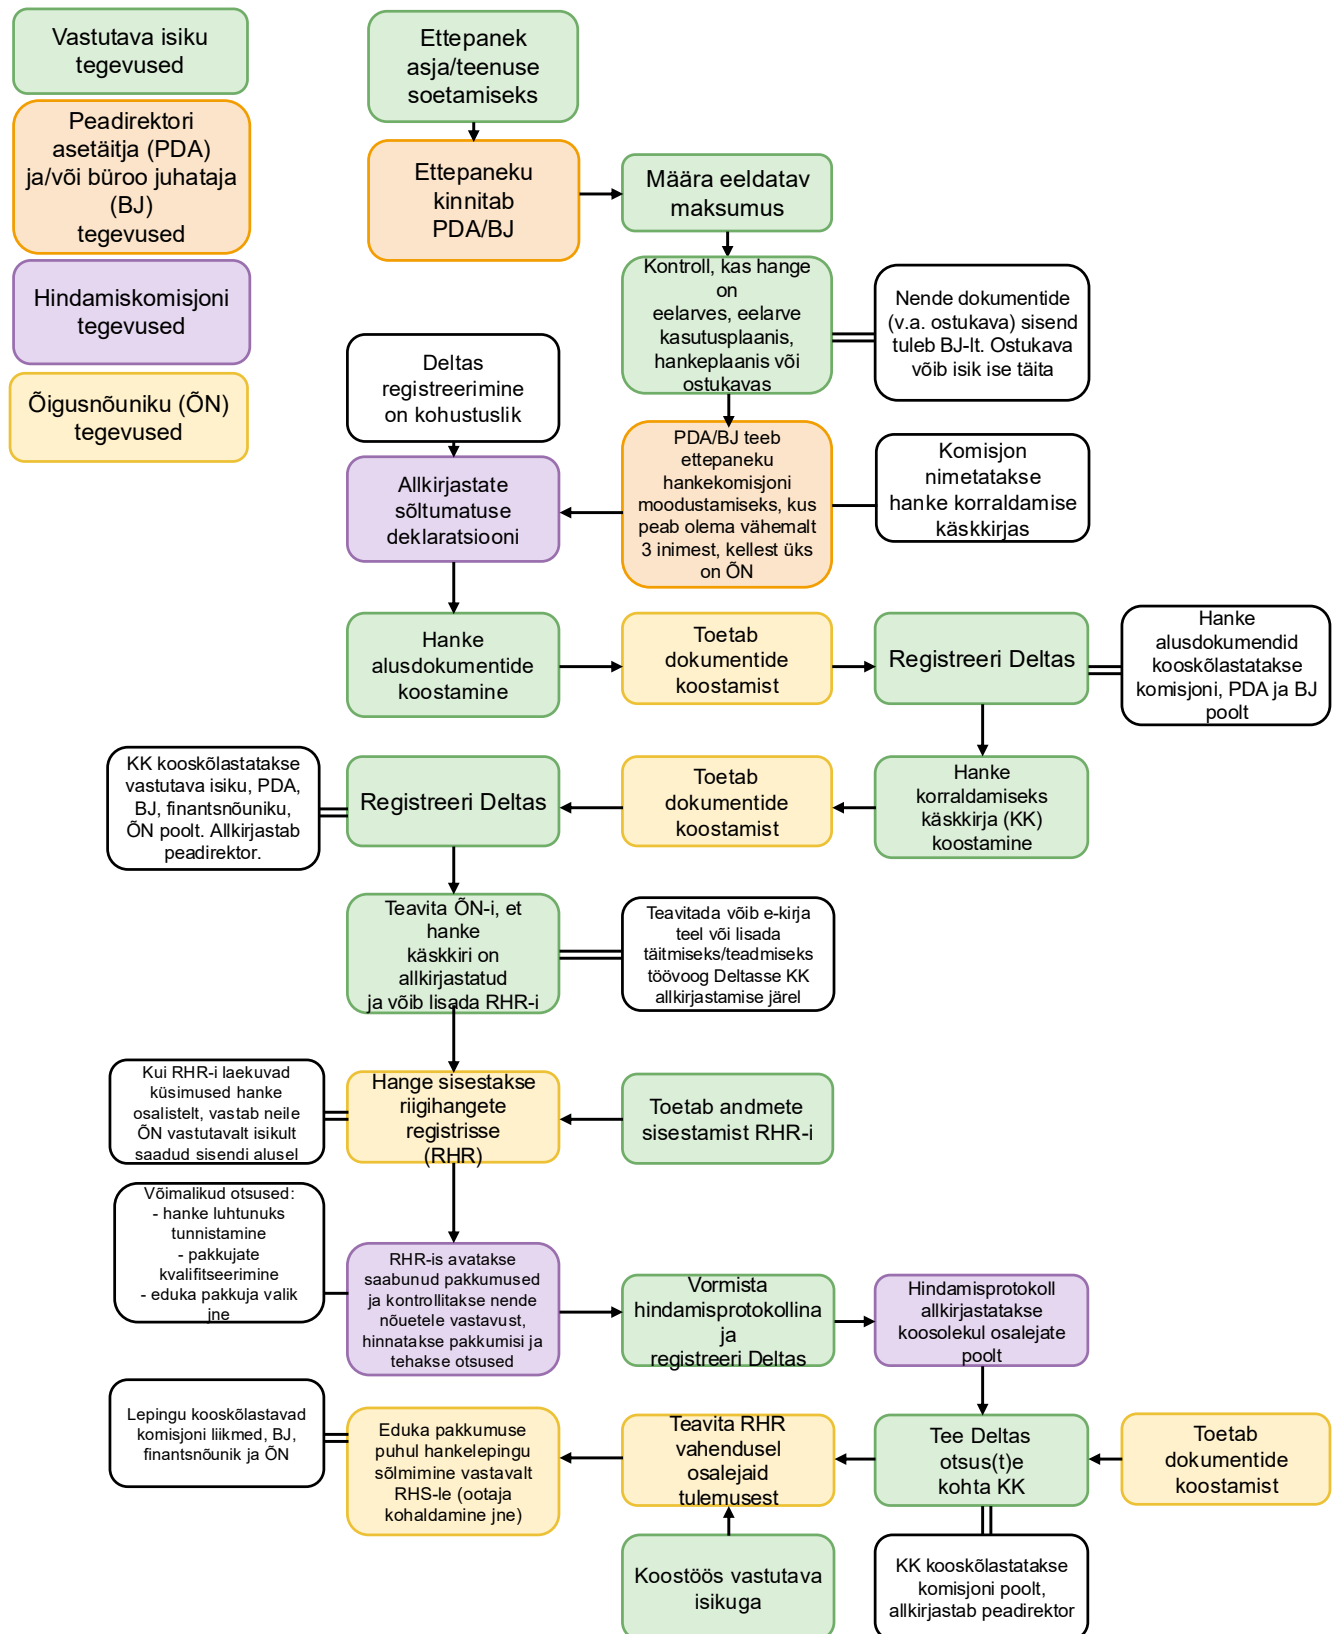 Vastutava isiku
tegevused
Peadirektori
asetäitja (PDA)
ja/või büroo juhataja
(BJ)
tegevused
Hindamiskomisjoni
tegevused
Õigusnõuniku (ÕN)
tegevused
Ettepanek
asja/teenuse
soetamiseks
Ettepaneku
kinnitab
PDA/BJ
Määra eeldatav
maksumus
Kontroll, kas hange
on
eelarves, eelarve
kasutusplaanis,
hankeplaanis või
ostukavas
Nende dokumentide
(v.a. ostukava) sisend
tuleb BJ-lt. Ostukava
võib isik ise täita
PDA/BJ teeb
ettepaneku
hankekomisjoni
moodustamiseks, kus
peab olema vähemalt
3 inimest, kellest üks
on ÕN
Komisjon
nimetatakse
hanke korraldamise
käskkirjas
Deltas
registreerimine
on kohustuslik
Allkirjastate
sõltumatuse
deklaratsiooni
Hanke
alusdokumentide
koostamine
Toetab
dokumentide
koostamist
Registreeri Deltas
Hanke
alusdokumendid
kooskõlastatakse
komisjoni, PDA ja BJ
poolt
Hanke
korraldamiseks
käskkirja (KK)
koostamine
Toetab
dokumentide
koostamist
Registreeri Deltas
KK kooskõlastatakse
vastutava isiku, PDA,
BJ, finantsnõuniku,
ÕN poolt. Allkirjastab
peadirektor.
Teavita ÕN-i, et
hanke
käskkiri on
allkirjastatud
ja võib lisada RHR-i
Teavitada võib e-kirja
teel või lisada
täitmiseks/teadmiseks
töövoog Deltasse KK
allkirjastamise järel
Hange sisestakse
riigihangete
registrisse
(RHR)
Kui RHR-i laekuvad
küsimused hanke
osalistelt, vastab neile
ÕN vastutavalt isikult
saadud sisendi alusel
Toetab andmete
sisestamist RHR-i
Võimalikud otsused:
- hanke luhtunuks
tunnistamine
- pakkujate
kvalifitseerimine
- eduka pakkuja valik
jne
RHR-is avatakse
saabunud pakkumused
ja kontrollitakse nende
nõuetele vastavust,
hinnatakse pakkumisi ja
tehakse otsused
Vormista
hindamisprotokollina
ja
registreeri Deltas
Hindamisprotokoll
allkirjastatakse
koosolekul osalejate
poolt
Tee Deltas
otsus(t)e
kohta KK
Toetab
dokumentide
koostamist
KK kooskõlastatakse
komisjoni poolt,
allkirjastab peadirektor
Teavita RHR
vahendusel
osalejaid
tulemusest
Koostöös vastutava
isikuga
Eduka pakkumuse
puhul hankelepingu
sõlmimine vastavalt
RHS-le (ootaja
kohaldamine jne)
Lepingu kooskõlastavad
komisjoni liikmed, BJ,
finantsnõunik ja ÕN